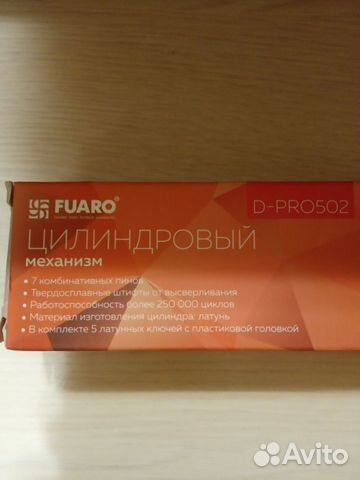 FUARO®
D-PRO502
ЦИЛИНДРОВЫЙ
механизм
• 7 комбинативных пинов
• Твердосплавные штифты от высверливания
• Работоспособность более 250 000 циклов
• Материал изготовления цилиндра: латунь
• В комплекте 5 латунных ключей с пластиковой головкой
Avito